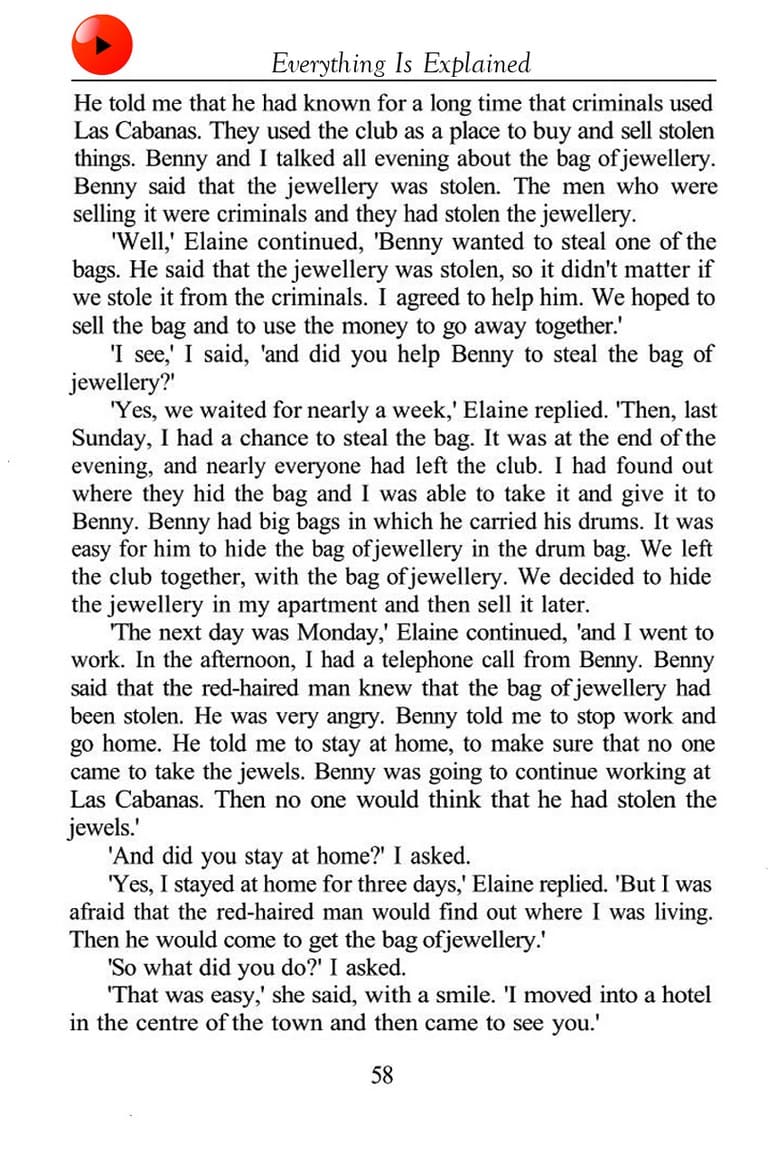 Everything Is Explained
He told me that he had known for a long time that criminals used
Las Cabanas. They used the club as a place to buy and sell stolen
things. Benny and I talked all evening about the bag of jewellery.
Benny said that the jewellery was stolen. The men who were
selling it were criminals and they had stolen the jewellery.
'Well,' Elaine continued, 'Benny wanted to steal one of the
bags. He said that the jewellery was stolen, so it didn't matter if
we stole it from the criminals. I agreed to help him. We hoped to
sell the bag and to use the money to go away together.'
'I see,' I said, 'and did you help Benny to steal the bag of
jewellery?'
'Yes, we waited for nearly a week,' Elaine replied. 'Then, last
Sunday, I had a chance to steal the bag. It was at the end of the
evening, and nearly everyone had left the club. I had found out
where they hid the bag and I was able to take it and give it to
Benny. Benny had big bags in which he carried his drums. It was
easy for him to hide the bag of jewellery in the drum bag. We left
the club together, with the bag of jewellery. We decided to hide
the jewellery in my apartment and then sell it later.
'The next day was Monday,' Elaine continued, 'and I went to
work. In the afternoon, I had a telephone call from Benny. Benny
said that the red-haired man knew that the bag of jewellery had
been stolen. He was very angry. Benny told me to stop work and
go home. He told me to stay at home, to make sure that no one
came to take the jewels. Benny was going to continue working at
Las Cabanas. Then no one would think that he had stolen the
jewels.'
'And did you stay at home?' I asked.
'Yes, I stayed at home for three days,' Elaine replied. 'But I was
afraid that the red-haired man would find out where I was living.
Then he would come to get the bag of jewellery.'
'So what did you do?' I asked.
'That was easy,' she said, with a smile. 'I moved into a hotel
in the centre of the town and then came to see you.'
58